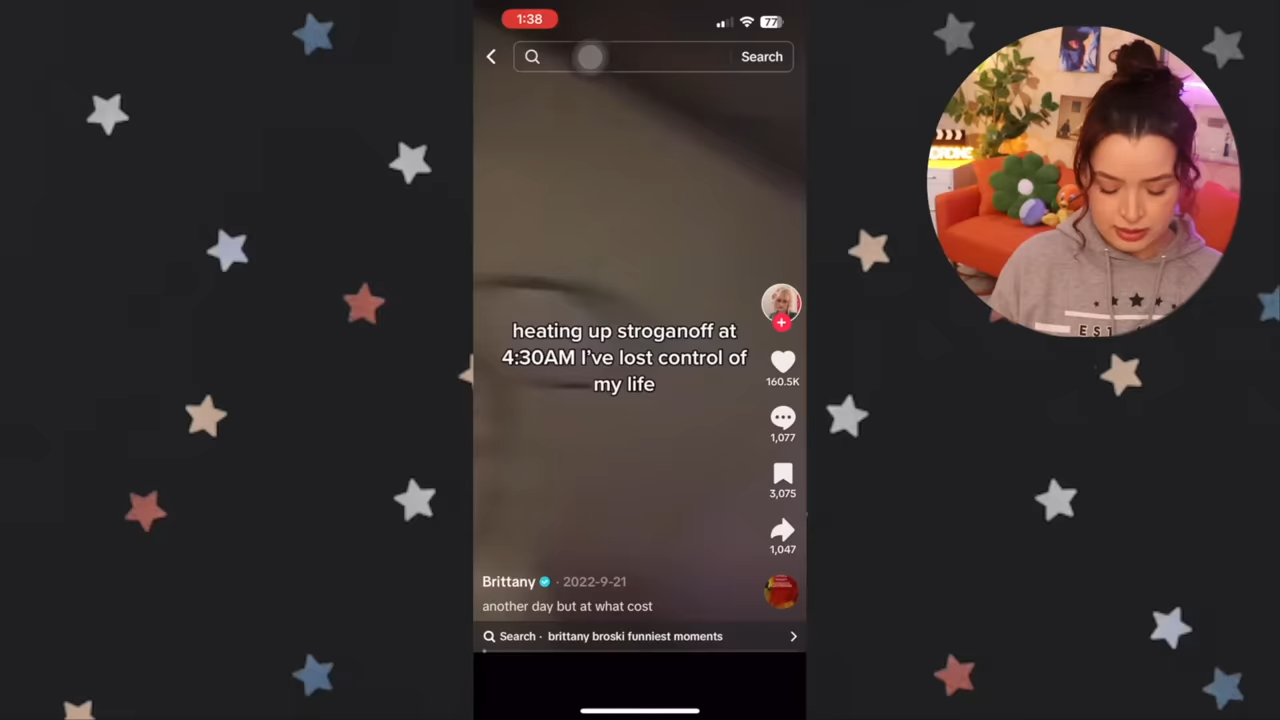 1:38
77
Search
heating up stroganoff at
4:30AM I've lost control of
my life
160.5K
1,077
3,075
1,047
Brittany · 2022-9-21
another day but at what cost
Search · brittany broski funniest moments
EST